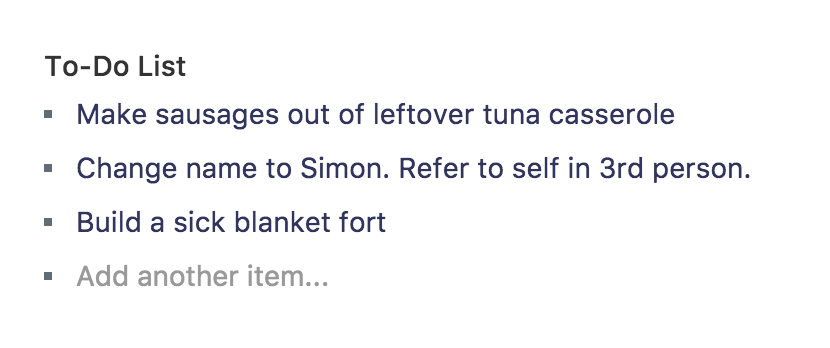 To-Do List
Make sausages out of leftover tuna casserole
Change name to Simon. Refer to self in 3rd person.
Build a sick blanket fort
Add another item...